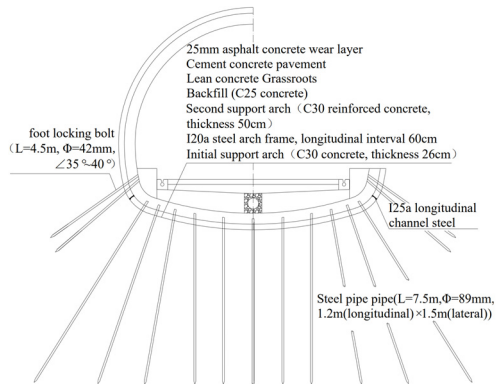 25mm asphalt concrete wear layer
Cement concrete pavement
Lean concrete Grassroots
Backfill (C25 concrete)
Second support arch（C30 reinforced concrete,
thickness 50cm）
I20a steel arch frame, longitudinal interval 60cm
Initial support arch（C30 concrete, thickness 26cm）
foot locking bolt
（L=4.5m, Φ=42mm,
∠35°-40°）
I25a longitudinal
channel steel
Steel pipe pipe(L=7.5m,Φ=89mm,
1.2m(longitudinal)×1.5m(lateral))